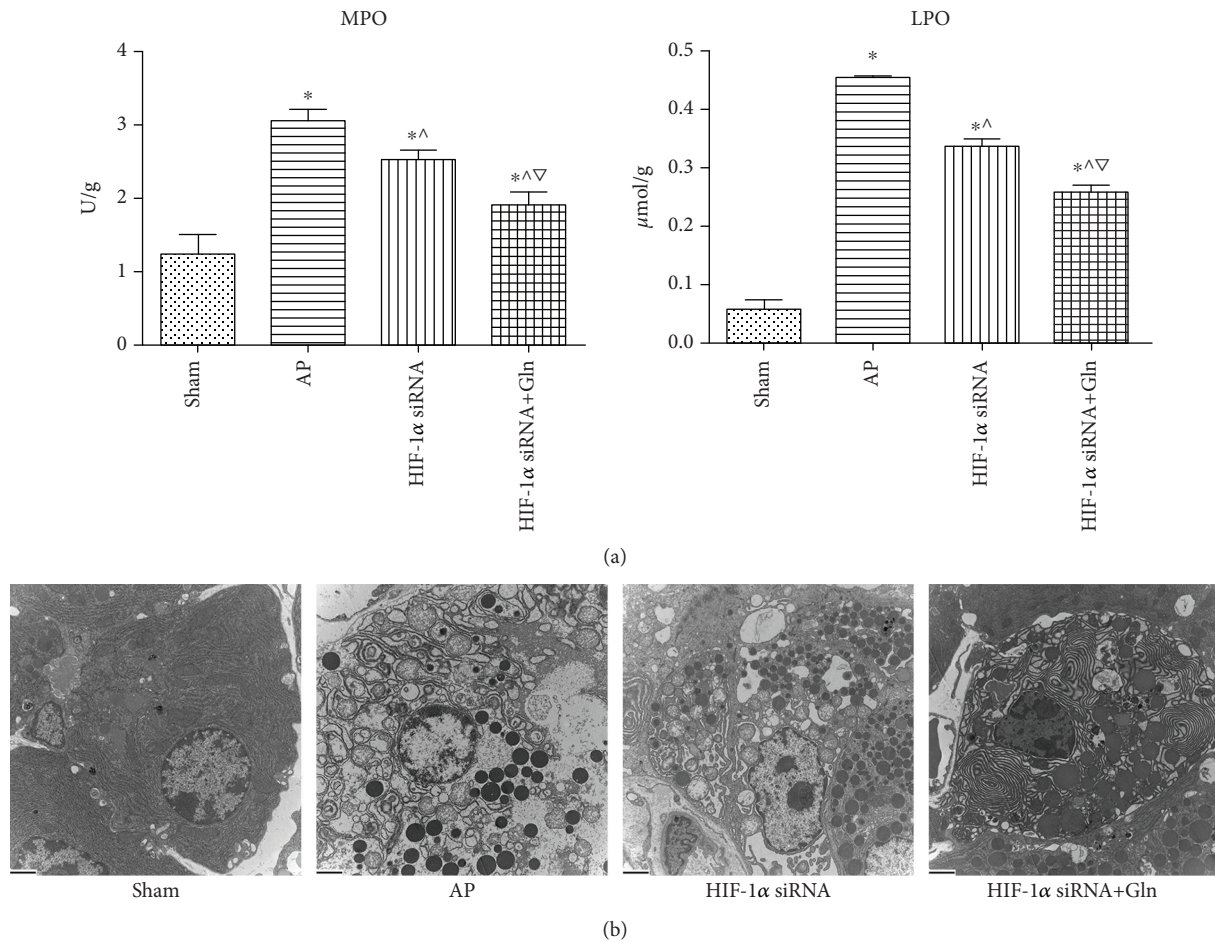 MPO
4
3
2
1
0
U/g
*
*^
*^▽
Sham
AP
HIF-1α siRNA
HIF-1α siRNA+Gln
LPO
0.5
0.4
0.3
0.2
0.1
0.0
μmol/g
*
*^
*^▽
Sham
AP
HIF-1α siRNA
HIF-1α siRNA+Gln
(a)
Sham
AP
HIF-1α siRNA
HIF-1α siRNA+Gln
(b)